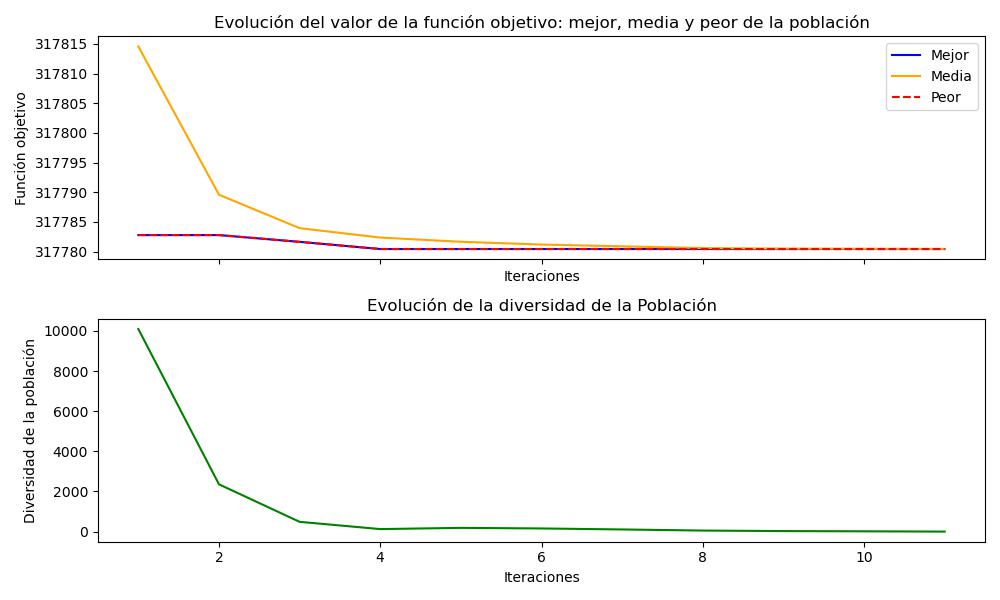 Evolución del valor de la función objetivo: mejor, media y peor de la población
Función objetivo
317815
317810
317805
317800
317795
317790
317785
317780
Mejor
Media
Peor
Iteraciones
Evolución de la diversidad de la Población
Diversidad de la población
10000
8000
6000
4000
2000
0
2 4 6 8 10
Iteraciones